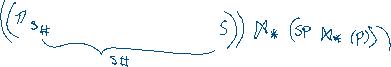 ((π s# S)) ⋈* (SP ⋈* (P)))
s#